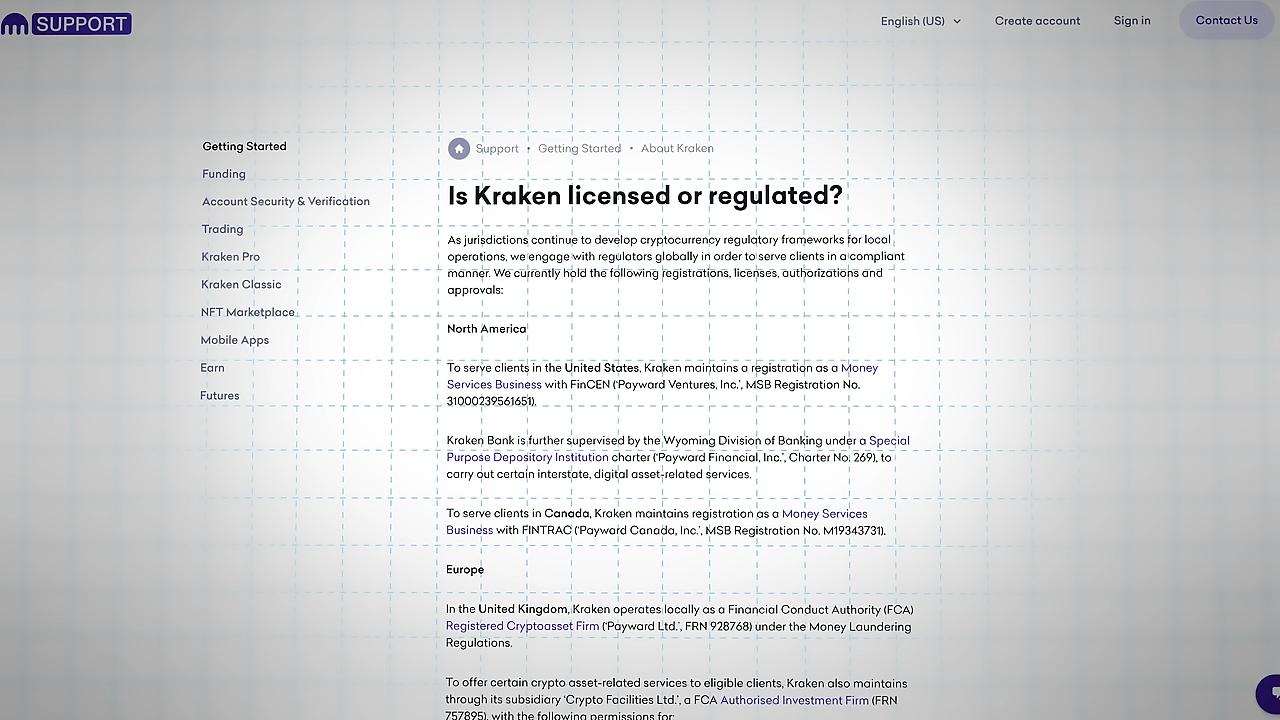 SUPPORT
English (US)
Create account
Sign in
Contact Us
Getting Started
Funding
Account Security & Verification
Trading
Kraken Pro
Kraken Classic
NFT Marketplace
Mobile Apps
Earn
Futures
Support • Getting Started • About Kraken
Is Kraken licensed or regulated?
As jurisdictions continue to develop cryptocurrency regulatory frameworks for local
operations, we engage with regulators globally in order to serve clients in a compliant
manner. We currently hold the following registrations, licenses, authorizations and
approvals:
North America
To serve clients in the United States, Kraken maintains a registration as a Money
Services Business with FinCEN ('Payward Ventures, Inc.', MSB Registration No.
31000239561651).
Kraken Bank is further supervised by the Wyoming Division of Banking under a Special
Purpose Depository Institution charter ('Payward Financial, Inc.', Charter No. 269), to
carry out certain interstate, digital asset-related services.
To serve clients in Canada, Kraken maintains registration as a Money Services
Business with FINTRAC ('Payward Canada, Inc.', MSB Registration No. M19343731).
Europe
In the United Kingdom, Kraken operates locally as a Financial Conduct Authority (FCA)
Registered Cryptoasset Firm ('Payward Ltd.', FRN 928768) under the Money Laundering
Regulations.
To offer certain crypto asset-related services to eligible clients, Kraken also maintains
through its subsidiary 'Crypto Facilities Ltd.', a FCA Authorised Investment Firm (FRN
757895), with the following permissions for: